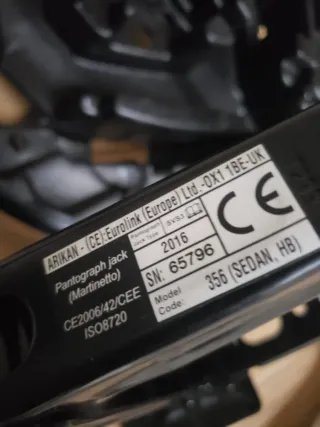 ARIKAN - (CE):Eurolink (Europe) Ltd.-OX1 1BE-UK
Pantograph jack
(Martinetto)
CE2006/42/CEE
ISO8720
Pantograph
2016
SN: 65796
Model
Code:
356 (SEDAN, HB)
CE